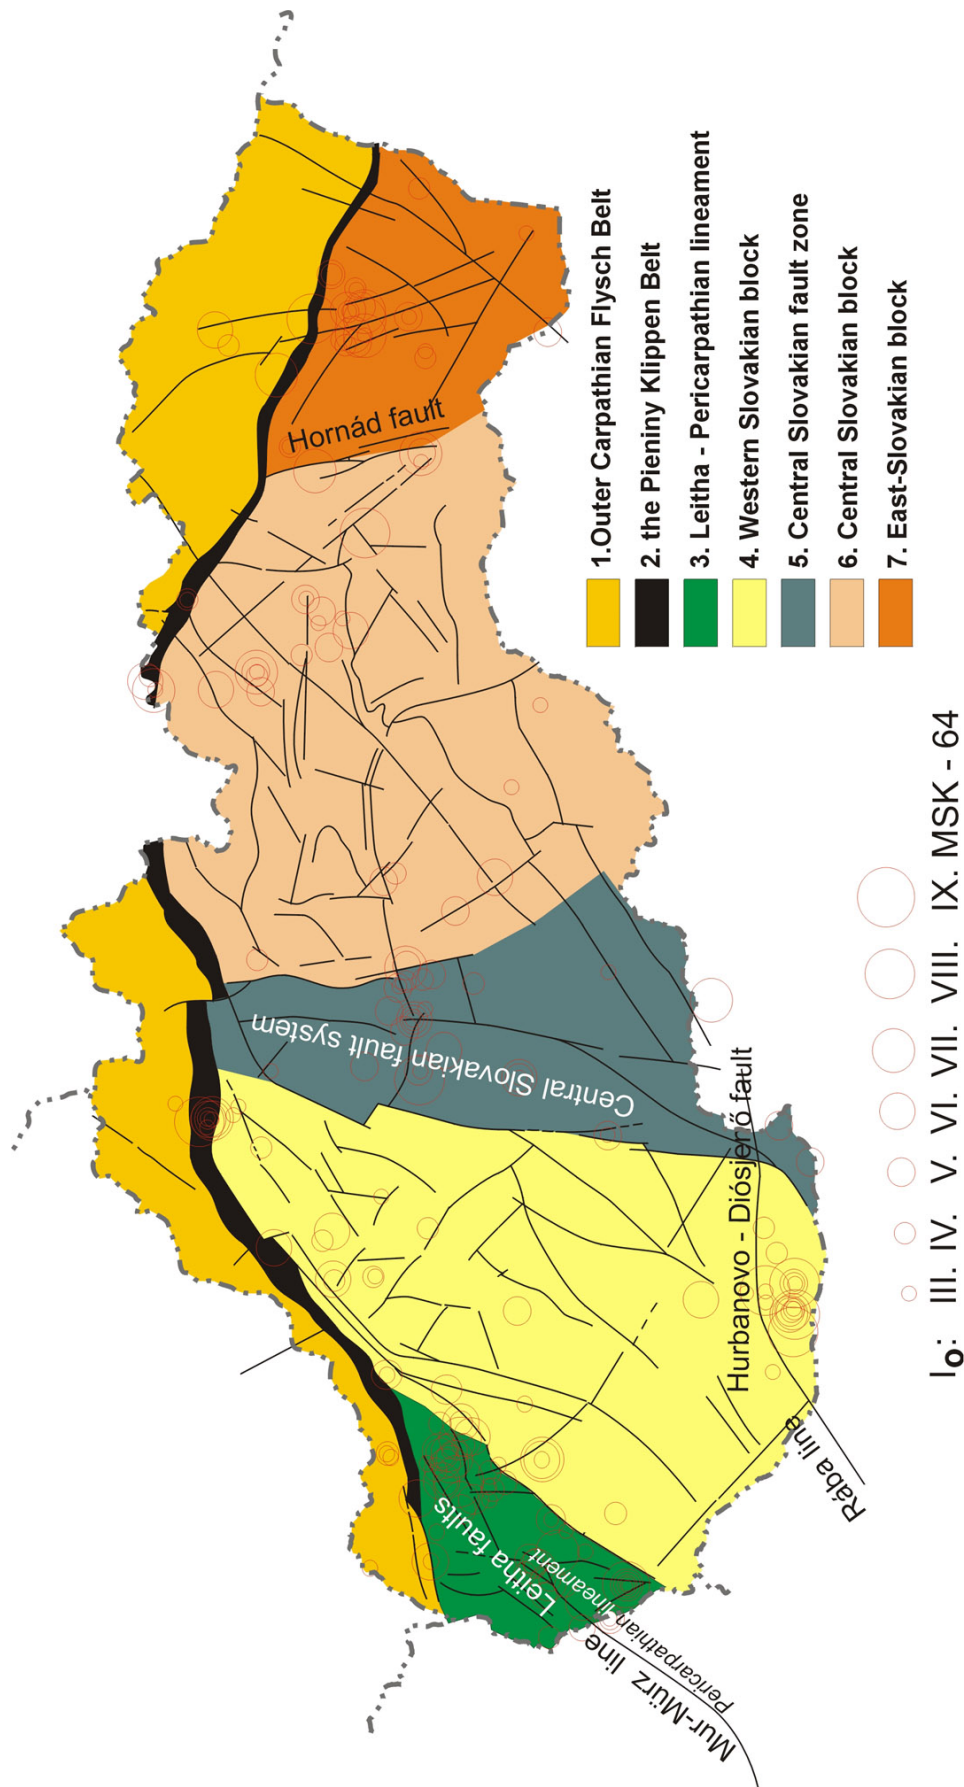 Hornád fault
Central Slovakian fault system
Hurbanovo - Diósjenő fault
Leitha faults
Pericarpathian lineament
Mur-Mürz line
Rába line
1.Outer Carpathian Flysch Belt
2. the Pieniny Klippen Belt
3. Leitha - Pericarpathian lineament
4. Western Slovakian block
5. Central Slovakian fault zone
6. Central Slovakian block
7. East-Slovakian block
Io: III. IV. V. VI. VII. VIII. IX. MSK - 64